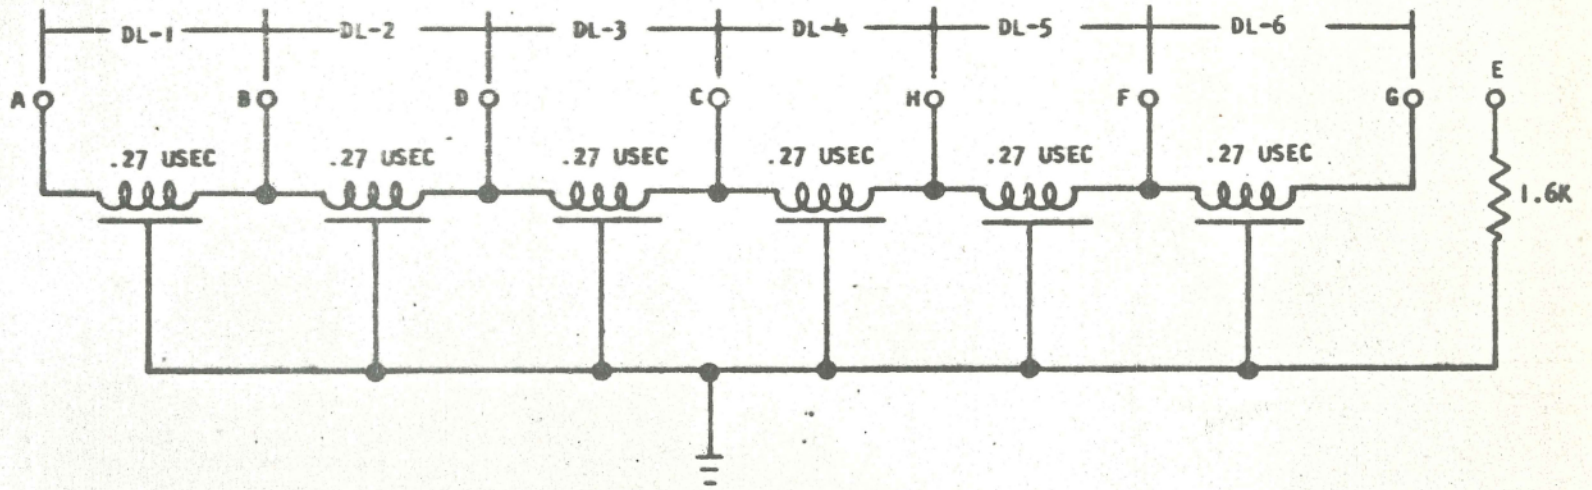 DL-1 DL-2 DL-3 DL-4 DL-5 DL-6
E
A B D C H F G
.27 USEC .27 USEC .27 USEC .27 USEC .27 USEC .27 USEC
1.6K